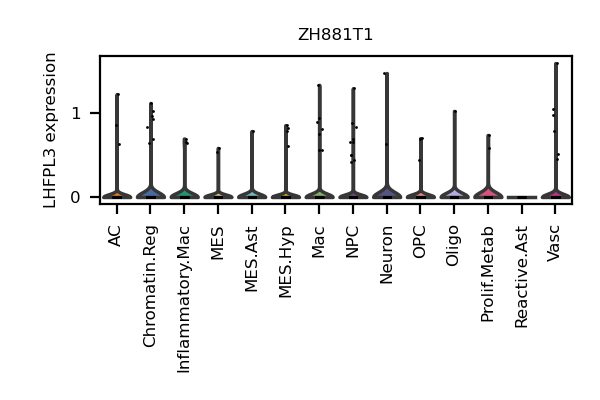 ZH881T1
LHFPL3 expression
1
0
AC
Chromatin.Reg
Inflammatory.Mac
MES
MES.Ast
MES.Hyp
Mac
NPC
Neuron
OPC
Oligo
Prolif.Metab
Reactive.Ast
Vasc